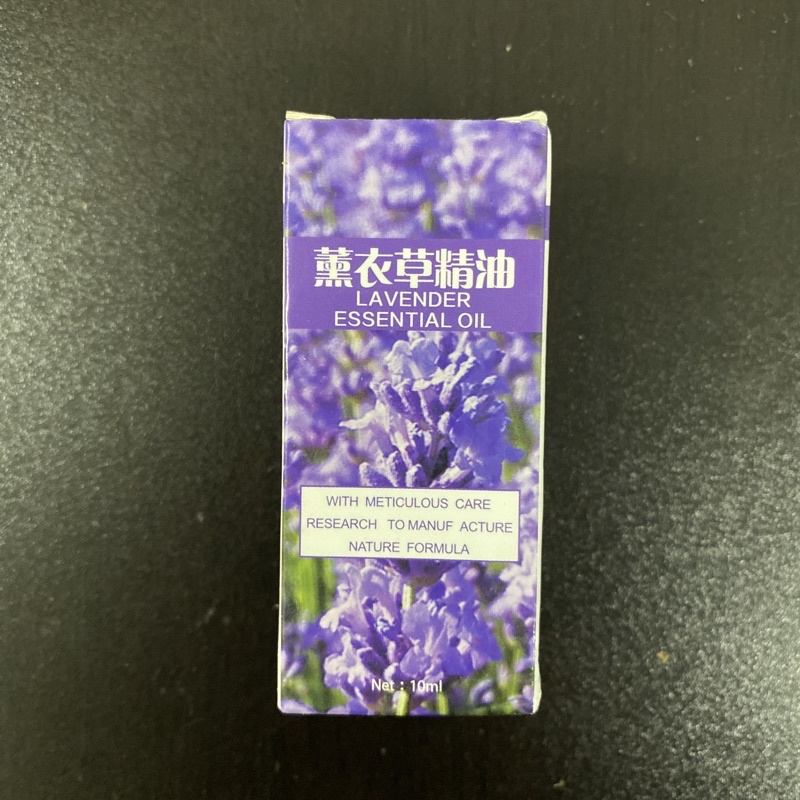 薰衣草精油
LAVENDER
ESSENTIAL OIL
WITH METICULOUS CARE
RESEARCH TO MANUF ACTURE
NATURE FORMULA
Net：10ml